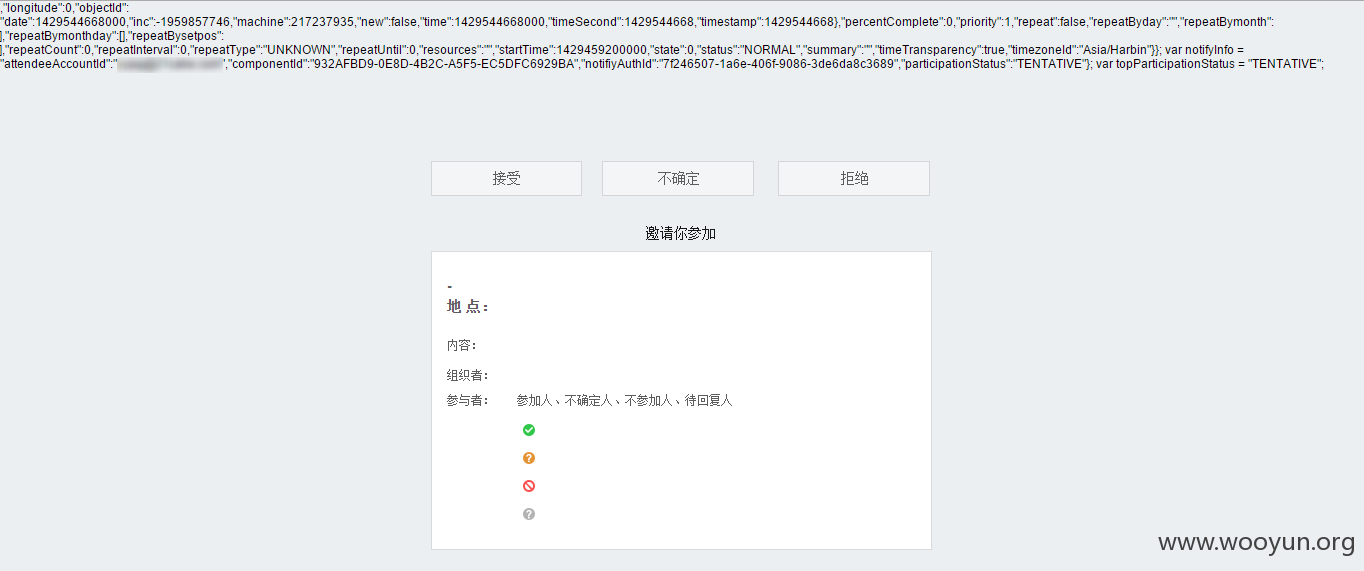 ,"longitude":0,"objectId":
"date":1429544668000,"inc":-1959857746,"machine":217237935,"new":false,"time":1429544668000,"timeSecond":1429544668,"timestamp":1429544668},"percentComplete":0,"priority":1,"repeat":false,"repeatByday":"","repeatBymonth":
],"repeatBymonthday":[],"repeatBysetpos":
],"repeatCount":0,"repeatInterval":0,"repeatType":"UNKNOWN","repeatUntil":0,"resources":"","startTime":1429459200000,"state":0,"status":"NORMAL","summary":"","timeTransparency":true,"timezoneId":"Asia/Harbin"}}; var notifyInfo =
"attendeeAccountId":" ","componentId":"932AFBD9-0E8D-4B2C-A5F5-EC5DFC6929BA","notifiyAuthId":"7f246507-1a6e-406f-9086-3de6da8c3689","participationStatus":"TENTATIVE"}; var topParticipationStatus = "TENTATIVE";
接受 不确定 拒绝
邀请你参加
-
地 点：
内容：
组织者：
参与者： 参加人、不确定人、不参加人、待回复人
www.wooyun.org